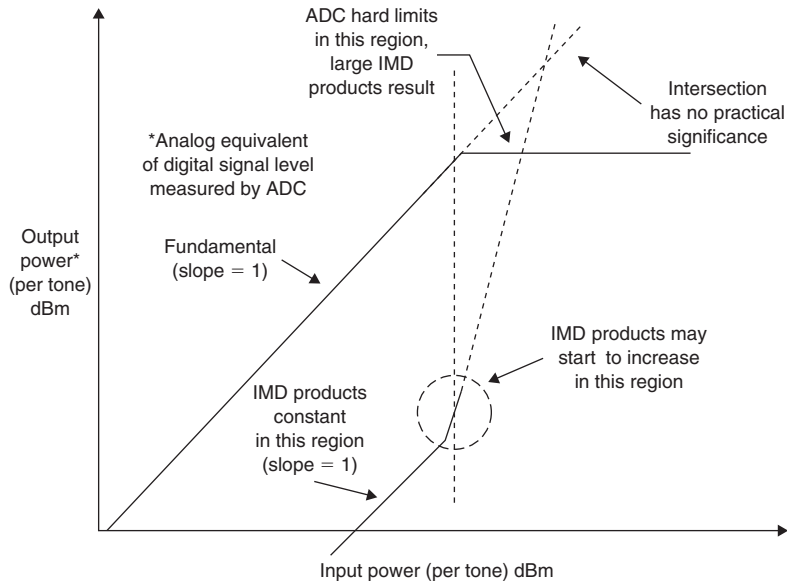 ADC hard limits
in this region,
large IMD
products result
Intersection
has no practical
significance
*Analog equivalent
of digital signal level
measured by ADC
Output
power*
(per tone)
dBm
Fundamental
(slope = 1)
IMD products may
start to increase
in this region
IMD products
constant
in this region
(slope = 1)
Input power (per tone) dBm